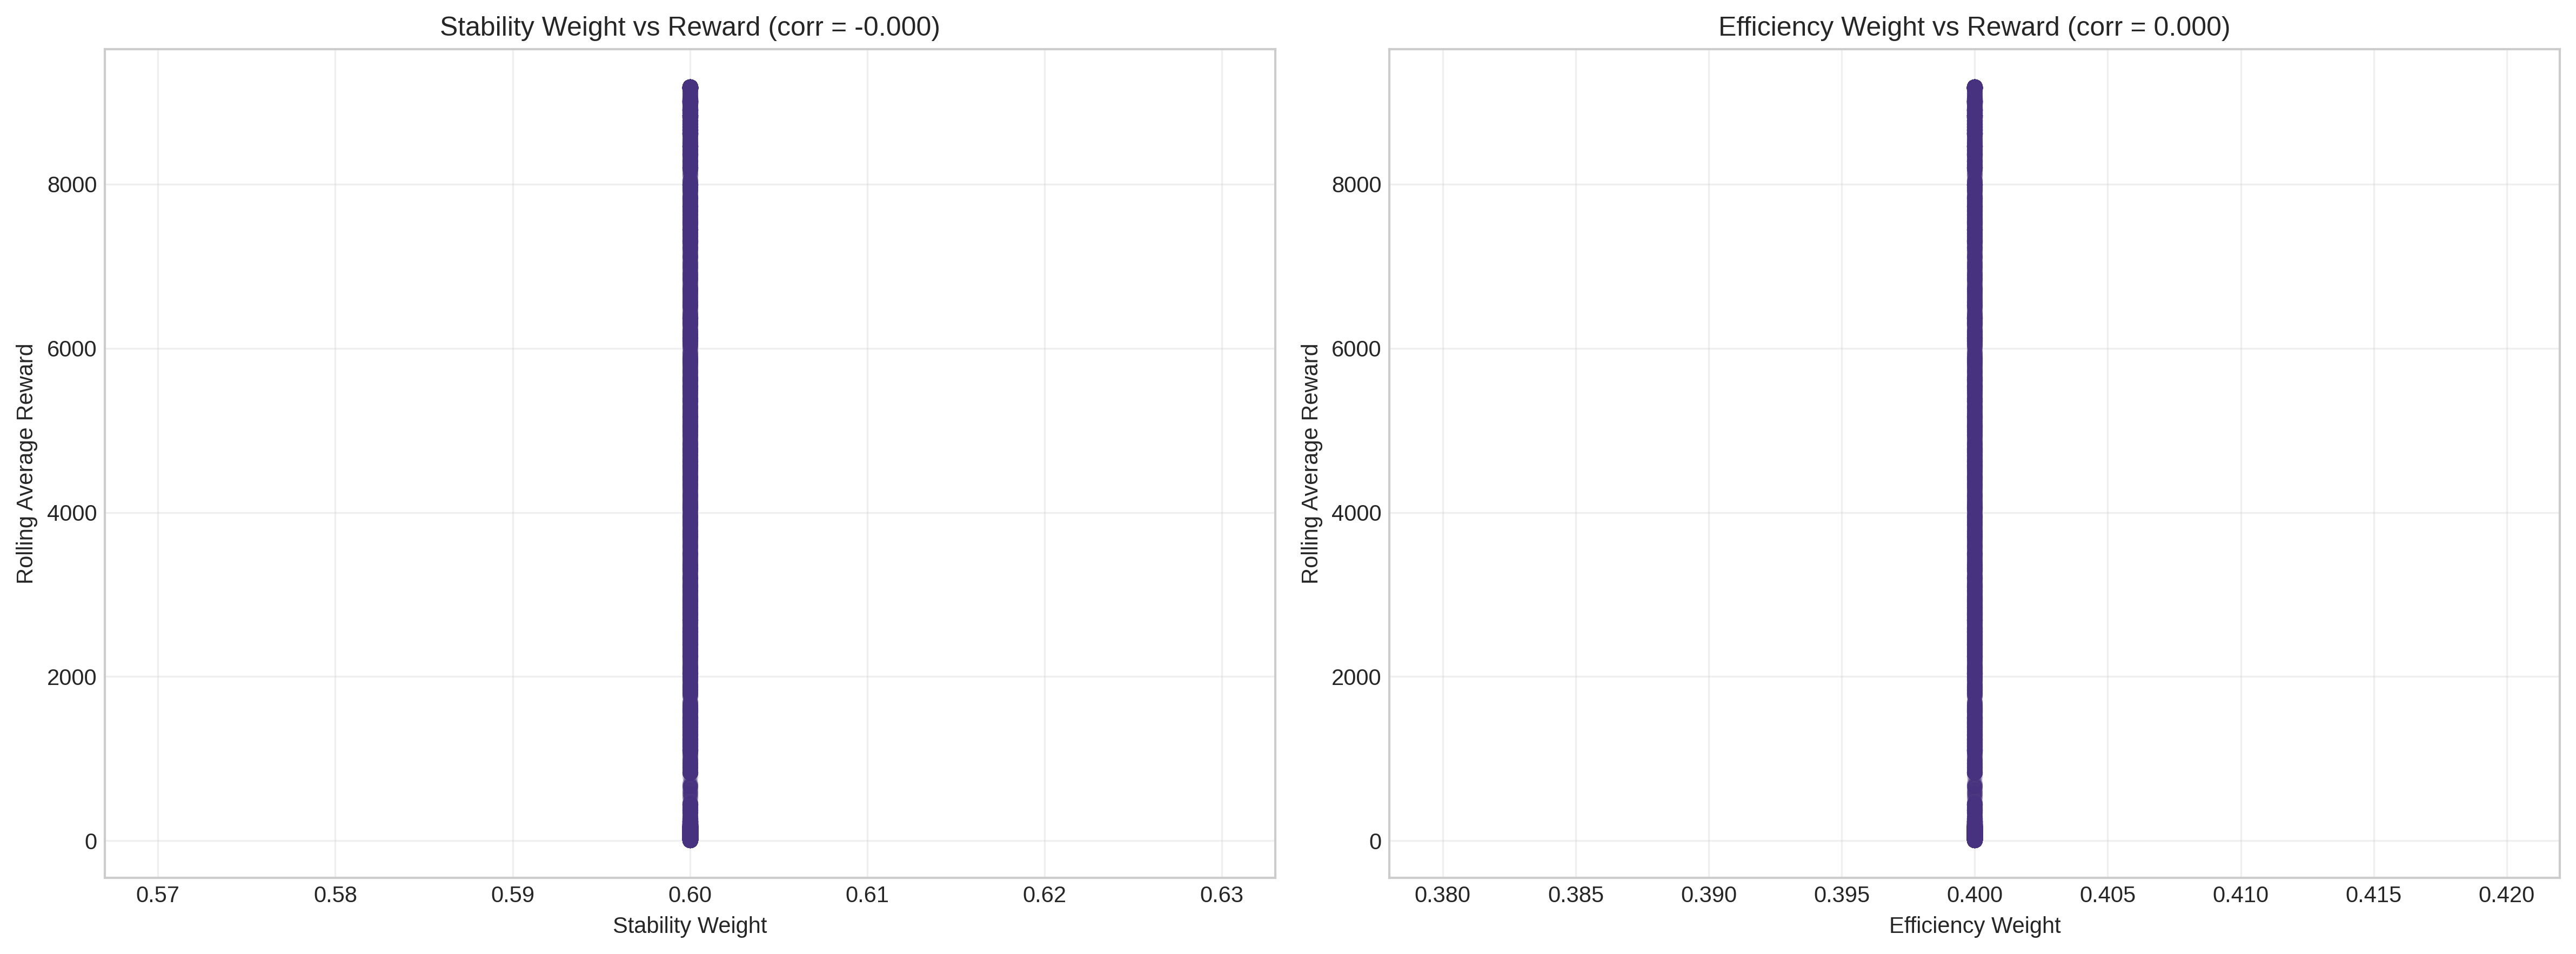 Stability Weight vs Reward (corr = -0.000)
Rolling Average Reward
8000
6000
4000
2000
0
0.57 0.58 0.59 0.60 0.61 0.62 0.63
Stability Weight
Efficiency Weight vs Reward (corr = 0.000)
Rolling Average Reward
8000
6000
4000
2000
0
0.380 0.385 0.390 0.395 0.400 0.405 0.410 0.415 0.420
Efficiency Weight